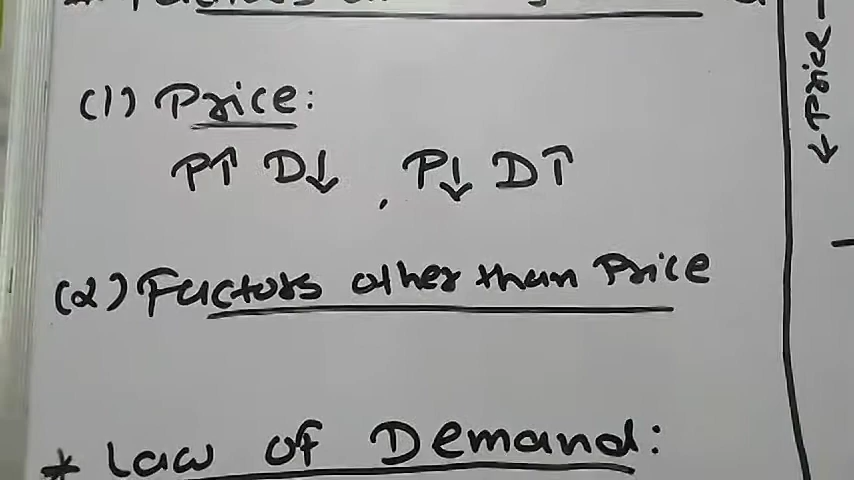 (1) Price:
P↑ D↓ , P↓ D↑
(2) Factors other than Price
* Law of Demand:
← Price -